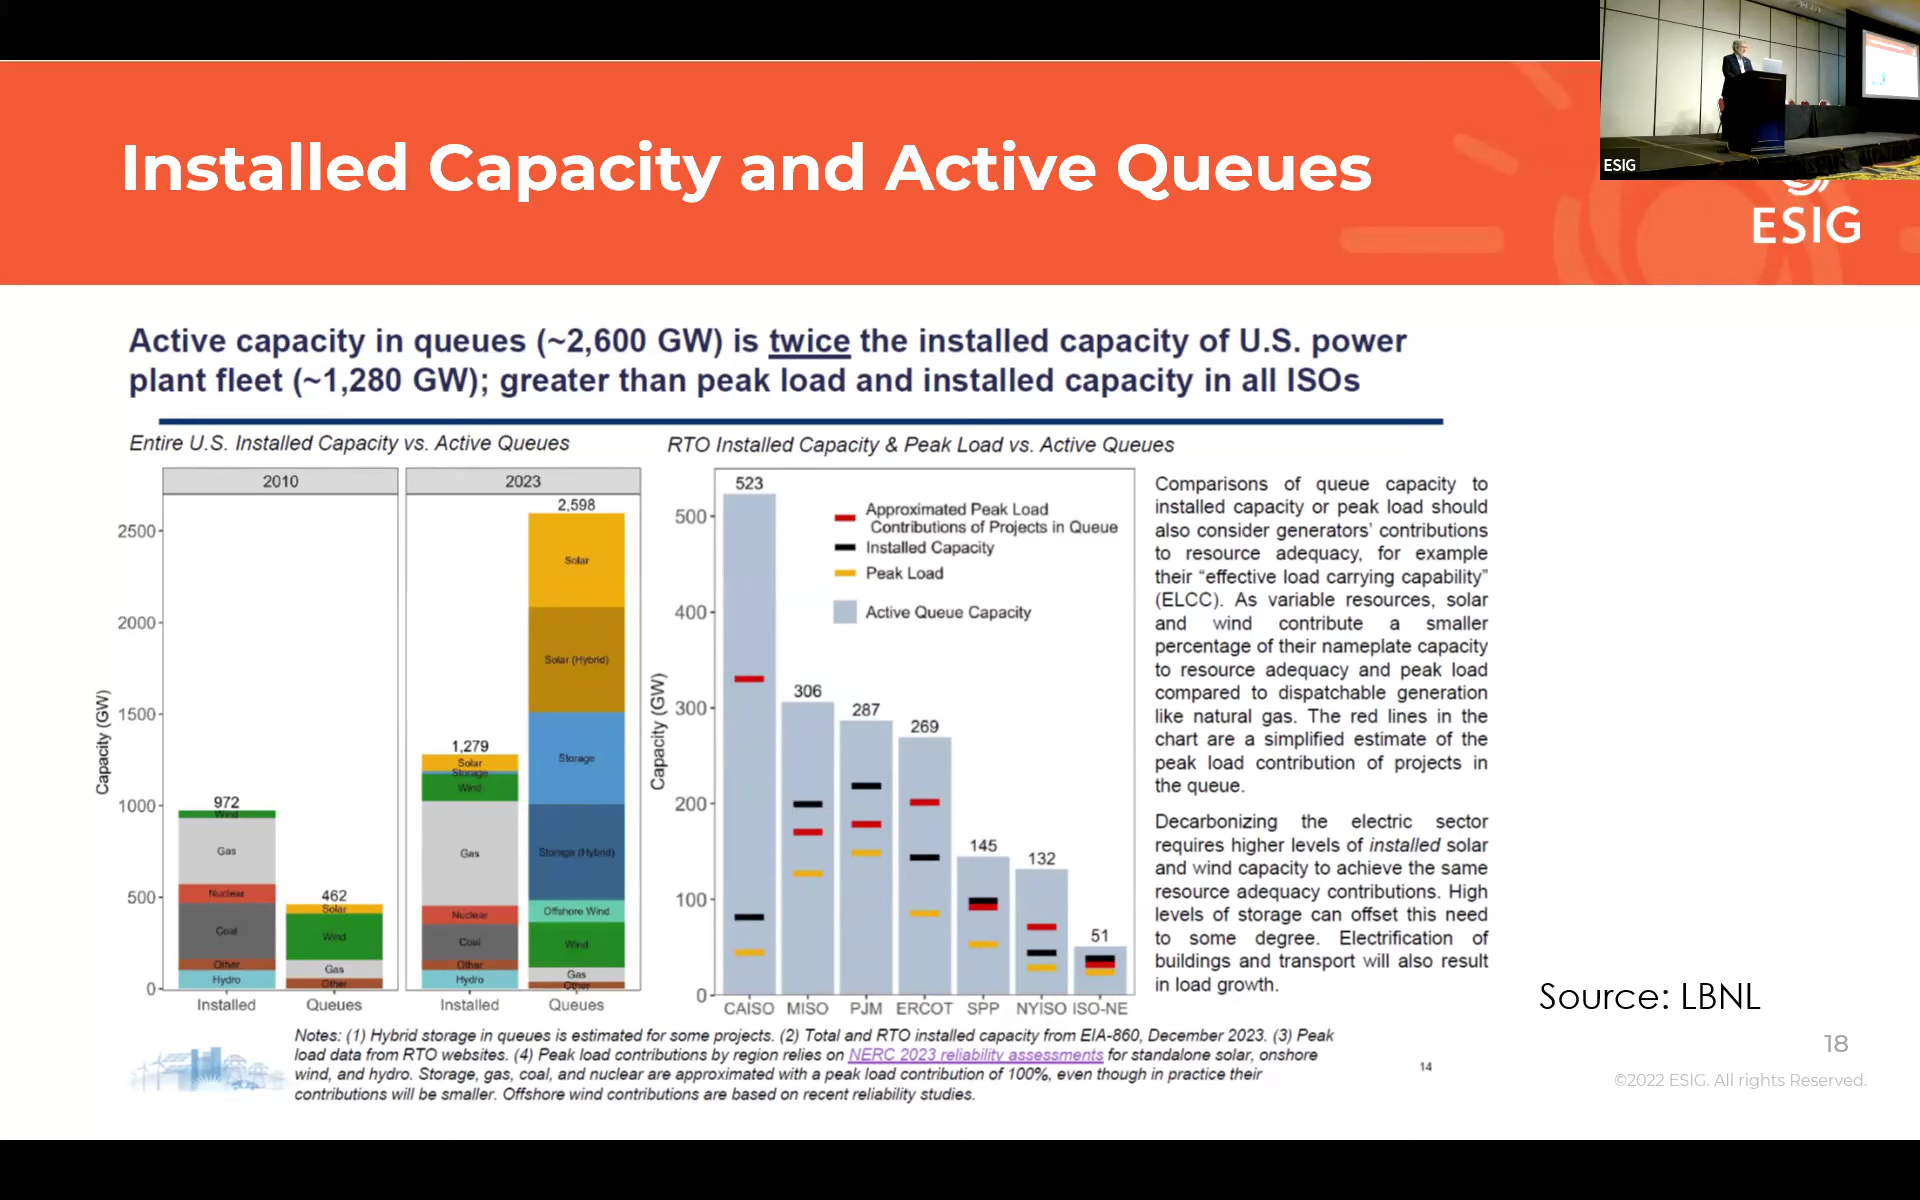 ESIG
Installed Capacity and Active Queues
ESIG
Active capacity in queues (~2,600 GW) is twice the installed capacity of U.S. power
plant fleet (~1,280 GW); greater than peak load and installed capacity in all ISOs
Entire U.S. Installed Capacity vs. Active Queues
2010
2023
Capacity (GW)
2500
2000
1500
1000
500
0
972
Wind
Gas
Nuclear
Coal
Other
Hydro
Installed
462
Solar
Wind
Gas
Other
Queues
1,279
Solar
Storage
Wind
Gas
Nuclear
Coal
Other
Hydro
Installed
2,598
Solar
Solar (Hybrid)
Storage
Storage (Hybrid)
Offshore Wind
Wind
Gas
Other
Queues
RTO Installed Capacity & Peak Load vs. Active Queues
Capacity (GW)
500
400
300
200
100
0
Approximated Peak Load
Contributions of Projects in Queue
Installed Capacity
Peak Load
Active Queue Capacity
523
306
287
269
145
132
51
CAISO MISO PJM ERCOT SPP NYISO ISO-NE
Comparisons of queue capacity to
installed capacity or peak load should
also consider generators' contributions
to resource adequacy, for example
their “effective load carrying capability”
(ELCC). As variable resources, solar
and wind contribute a smaller
percentage of their nameplate capacity
to resource adequacy and peak load
compared to dispatchable generation
like natural gas. The red lines in the
chart are a simplified estimate of the
peak load contribution of projects in
the queue.
Decarbonizing the electric sector
requires higher levels of installed solar
and wind capacity to achieve the same
resource adequacy contributions. High
levels of storage can offset this need
to some degree. Electrification of
buildings and transport will also result
in load growth.
Notes: (1) Hybrid storage in queues is estimated for some projects. (2) Total and RTO installed capacity from EIA-860, December 2023. (3) Peak
load data from RTO websites. (4) Peak load contributions by region relies on NERC 2023 reliability assessments for standalone solar, onshore
wind, and hydro. Storage, gas, coal, and nuclear are approximated with a peak load contribution of 100%, even though in practice their
contributions will be smaller. Offshore wind contributions are based on recent reliability studies.
14
Source: LBNL
18
©2022 ESIG. All rights Reserved.